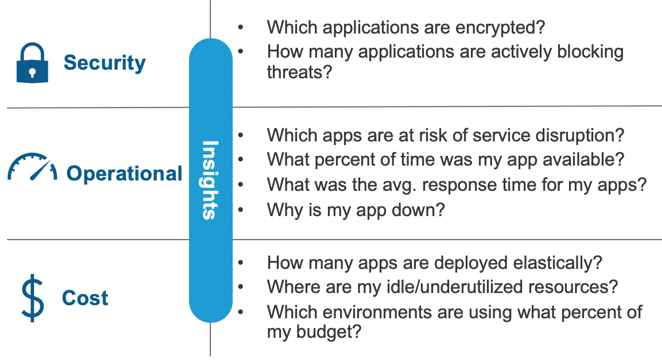 Security
• Which applications are encrypted?
• How many applications are actively blocking
threats?
Insights
Operational
• Which apps are at risk of service disruption?
• What percent of time was my app available?
• What was the avg. response time for my apps?
• Why is my app down?
$
Cost
• How many apps are deployed elastically?
• Where are my idle/underutilized resources?
• Which environments are using what percent of
my budget?